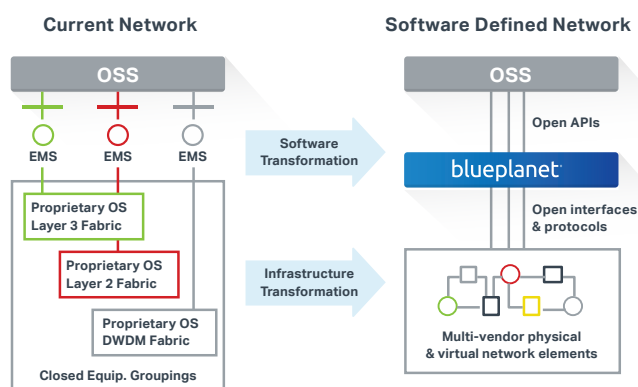 Current Network
OSS
EMS
EMS
EMS
Proprietary OS
Layer 3 Fabric
Proprietary OS
Layer 2 Fabric
Proprietary OS
DWDM Fabric
Closed Equip. Groupings
Software
Transformation
Infrastructure
Transformation
Software Defined Network
OSS
Open APIs
blueplanet
Open interfaces
& protocols
Multi-vendor physical
& virtual network elements